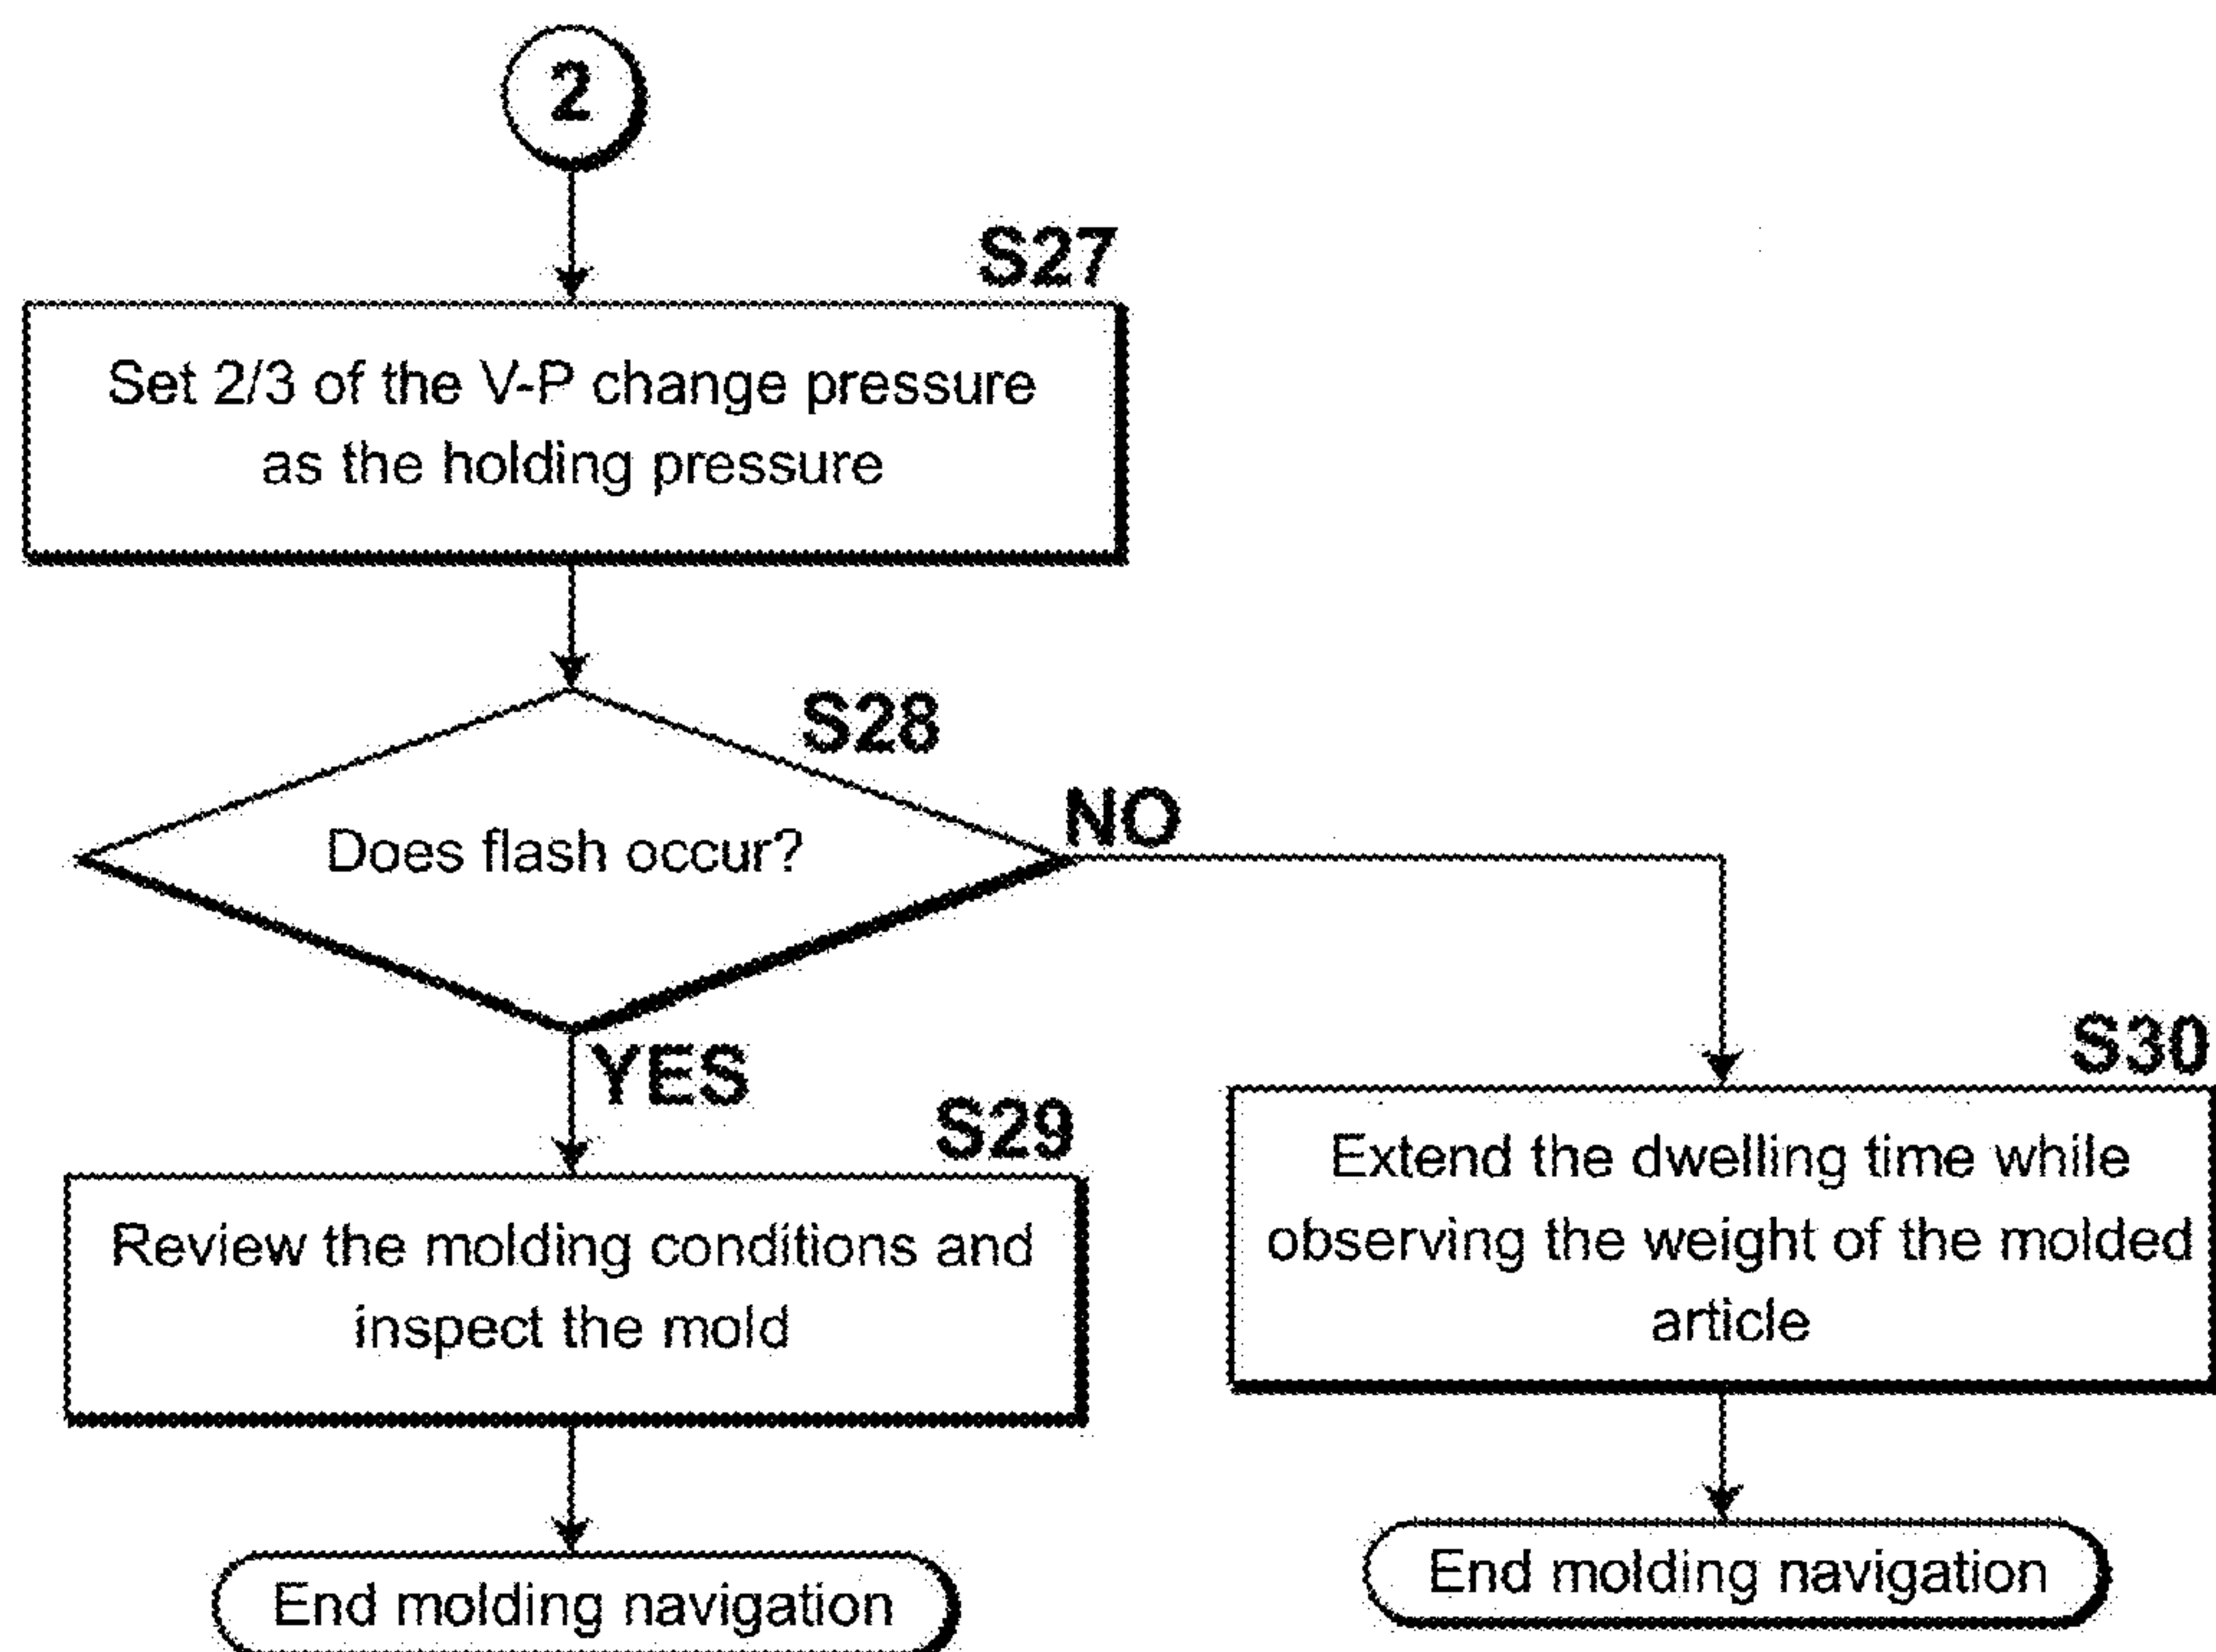 2
S27
Set 2/3 of the V-P change pressure
as the holding pressure
S28
Does flash occur?
NO
YES
S29
Review the molding conditions and
inspect the mold
End molding navigation
S30
Extend the dwelling time while
observing the weight of the molded
article
End molding navigation